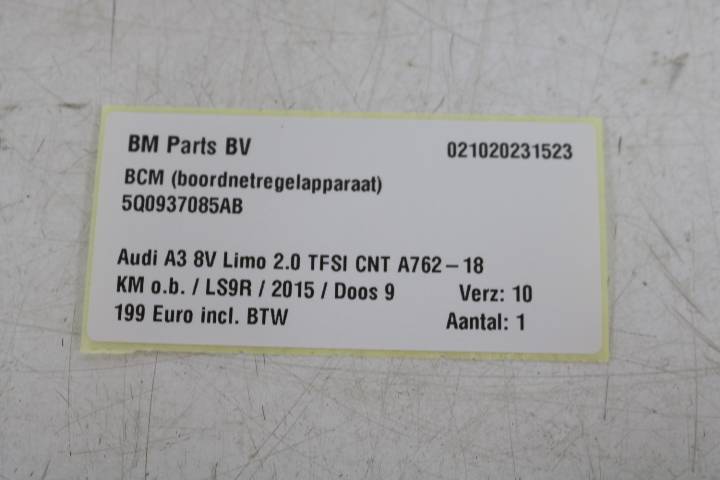 BM Parts BV 021020231523
BCM (boordnetregelapparaat)
5Q0937085AB
Audi A3 8V Limo 2.0 TFSI CNT A762-18
KM o.b. / LS9R / 2015 / Doos 9 Verz: 10
199 Euro incl. BTW Aantal: 1